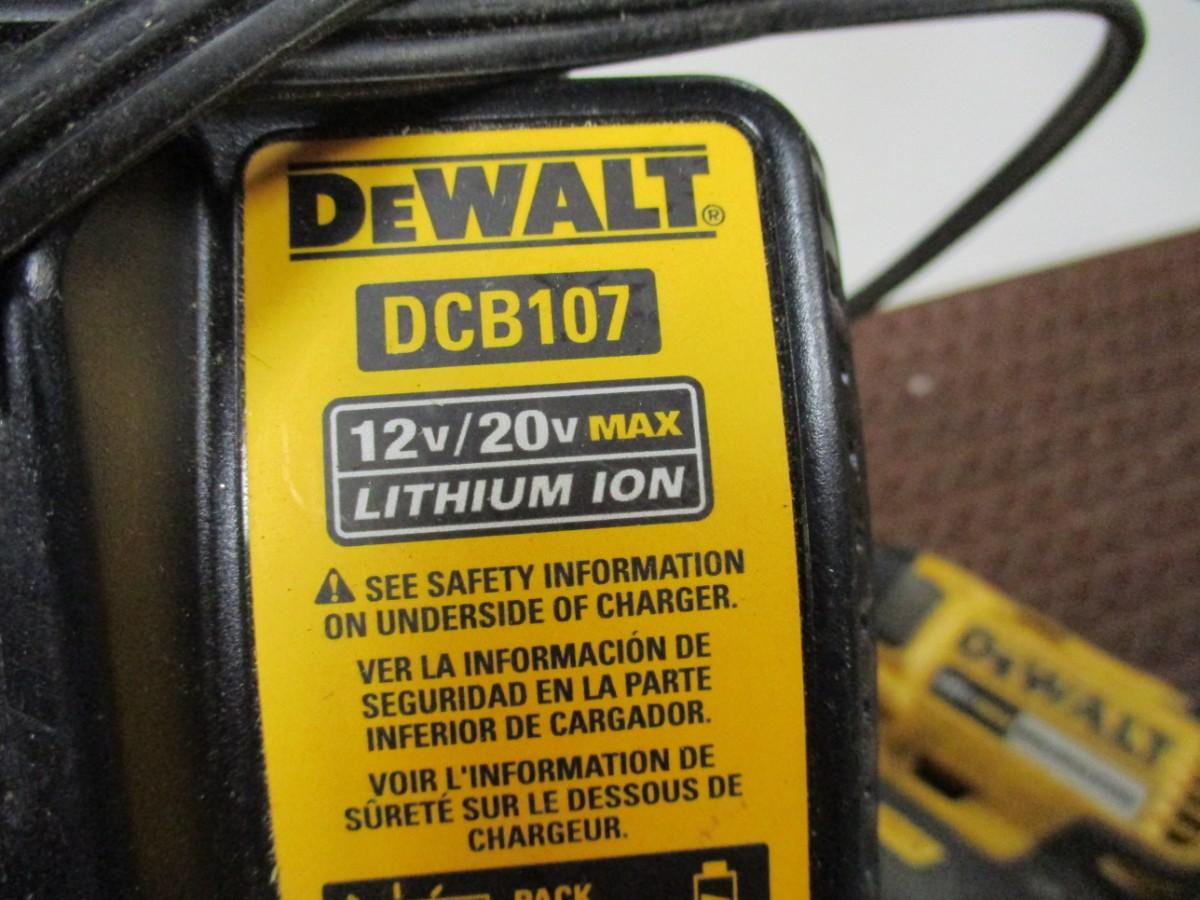 DEWALT®
DCB107
12V/20V MAX
LITHIUM ION
⚠ SEE SAFETY INFORMATION
ON UNDERSIDE OF CHARGER.
VER LA INFORMACIÓN DE
SEGURIDAD EN LA PARTE
INFERIOR DE CARGADOR.
VOIR L'INFORMATION DE
SÛRETÉ SUR LE DESSOUS DE
CHARGEUR.
PACK
DEWALT